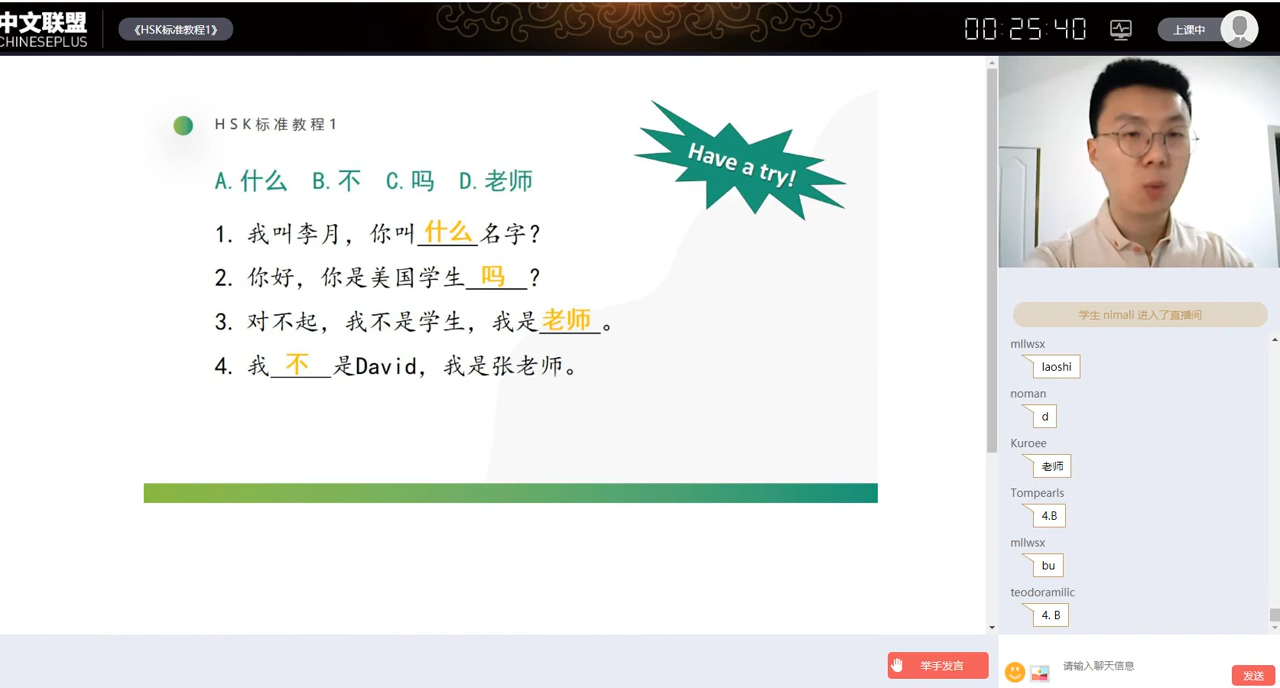 中文联盟
CHINESEPLUS
《HSK标准教程1》
00:25:40
上课中
HSK标准教程1
Have a try!
A.什么 B.不 C.吗 D.老师
1. 我叫李月，你叫什么名字？
2. 你好，你是美国学生吗？
3. 对不起，我不是学生，我是老师。
4. 我不是David，我是张老师。
学生 nimali 进入了直播间
mllwsx
laoshi
noman
d
Kuroee
老师
Tompearls
4.B
mllwsx
bu
teodoramilic
4. B
举手发言
请输入聊天信息
发送